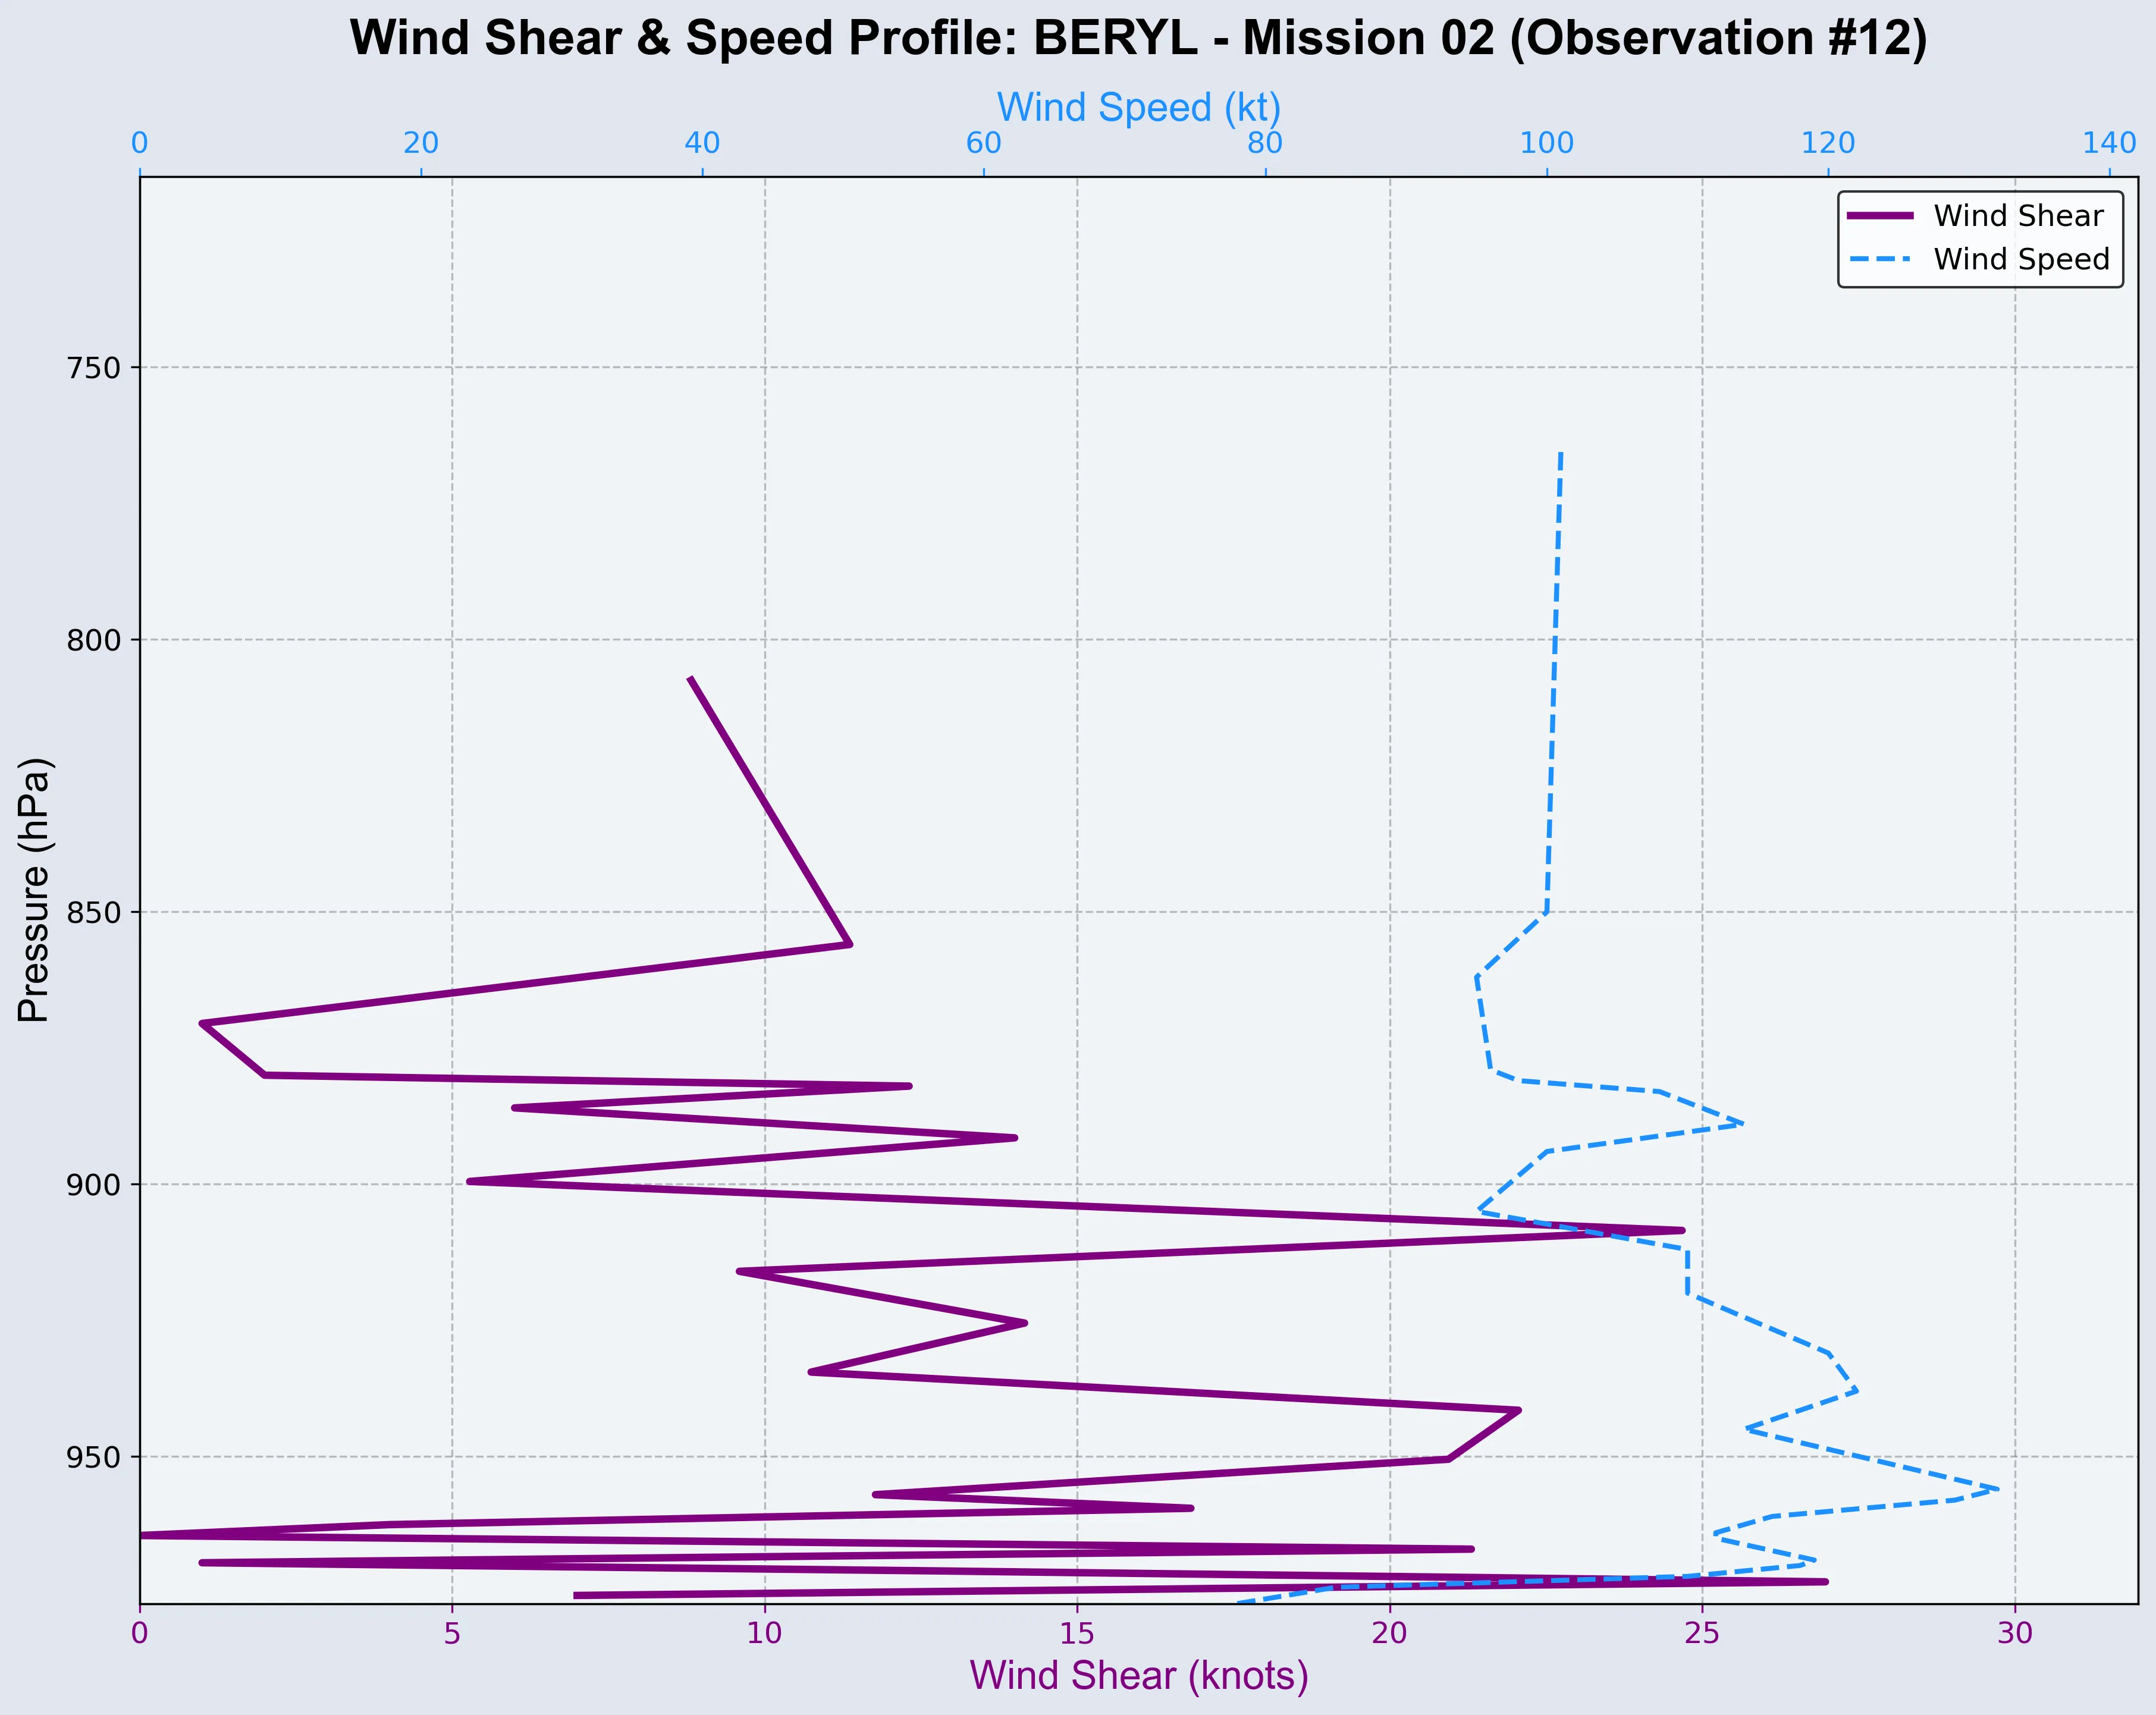 Wind Shear & Speed Profile: BERYL - Mission 02 (Observation #12)
Wind Speed (kt)
0 20 40 60 80 100 120 140
Wind Shear
Wind Speed
Pressure (hPa)
750
800
850
900
950
0 5 10 15 20 25 30
Wind Shear (knots)